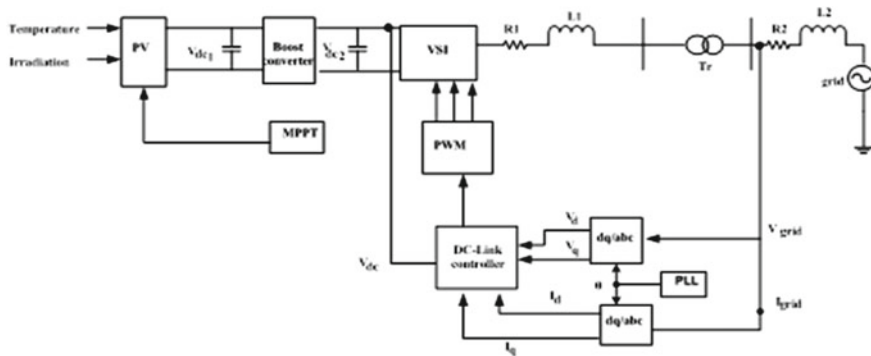 Temperature
Irradiation
PV
Vdc1
Boost
converter
Vdc2
VSI
R1
L1
Tr
R2
L2
grid
MPPT
PWM
DC-Link
controller
Vdc
Vd
Vq
dq/abc
V grid
θ
PLL
Id
Igrid
dq/abc
Iq